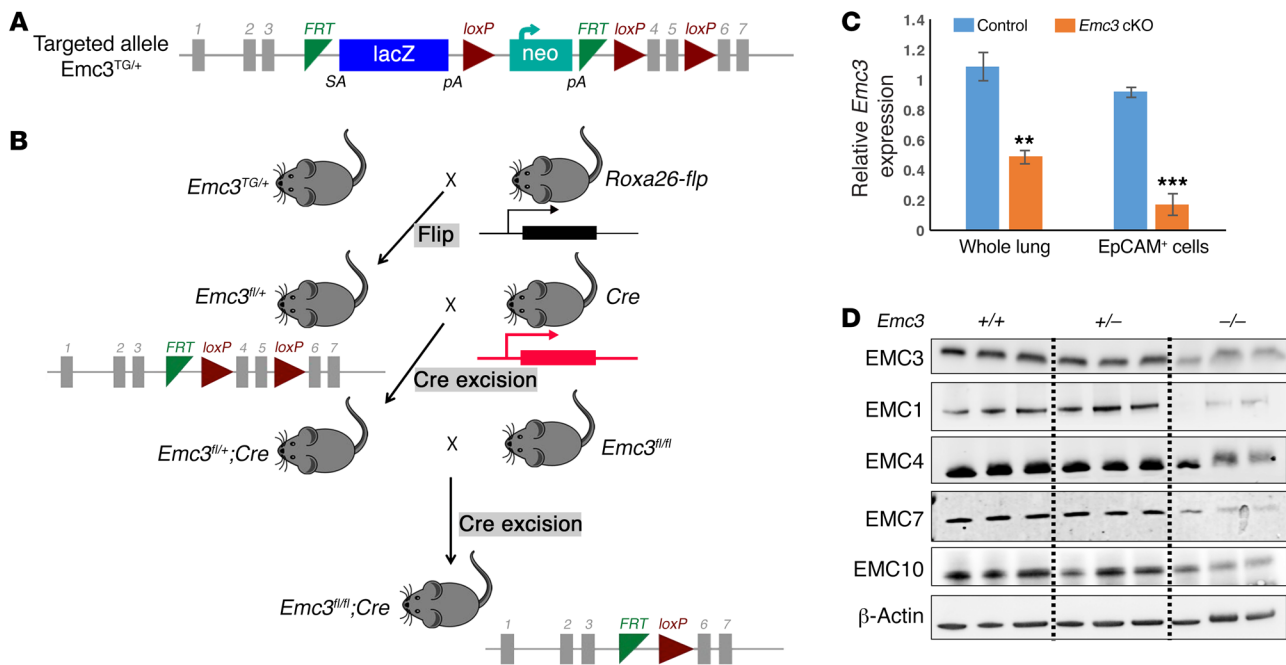 A
Targeted allele
Emc3TG/+
1 2 3 FRT lacZ loxP neo FRT loxP 4 5 loxP 6 7
SA pA pA
B
Emc3TG/+ X Roxa26-flp
Flip
Emc3fl/+ X Cre
1 2 3 FRT loxP 4 5 loxP 6 7
Cre excision
Emc3fl/+;Cre X Emc3fl/fl
Cre excision
Emc3fl/fl;Cre
1 2 3 FRT loxP 6 7
C
Control Emc3 cKO
Relative Emc3
expression
1.4
1.2
1
0.8
0.6
0.4
0.2
0
**
***
Whole lung EpCAM+ cells
D
Emc3 +/+ +/− −/−
EMC3
EMC1
EMC4
EMC7
EMC10
β-Actin